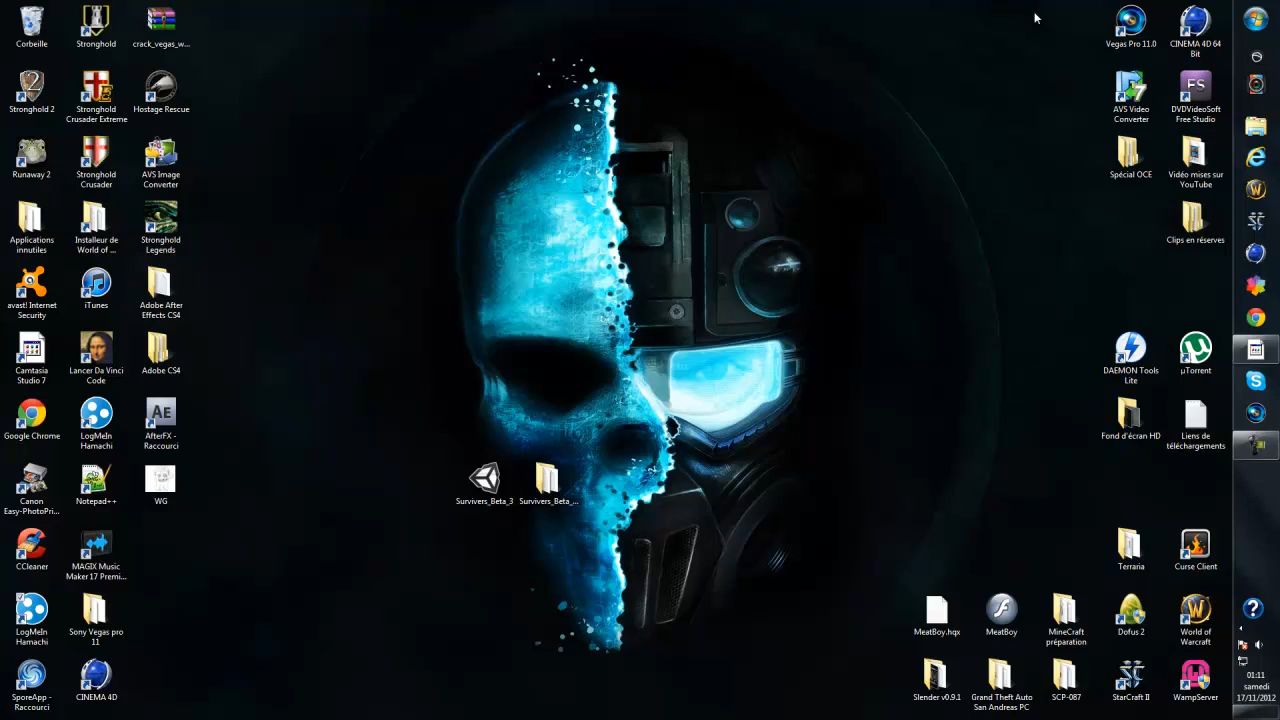 Corbeille
Stronghold
crack_vegas_w...
Stronghold 2
Stronghold
Crusader Extreme
Hostage Rescue
Runaway 2
Stronghold
Crusader
AVS Image
Converter
Applications
innutiles
Installeur de
World of ...
Stronghold
Legends
avast! Internet
Security
iTunes
Adobe After
Effects CS4
Camtasia
Studio 7
Lancer Da Vinci
Code
Adobe CS4
Google Chrome
LogMeIn
Hamachi
AfterFX -
Raccourci
Canon
Easy-PhotoPri...
Notepad++
WG
CCleaner
MAGIX Music
Maker 17 Premi...
LogMeIn
Hamachi
Sony Vegas pro
11
SporeApp -
Raccourci
CINEMA 4D
Survivers_Beta_3
Survivers_Beta_...
Vegas Pro 11.0
CINEMA 4D 64
Bit
AVS Video
Converter
DVDVideoSoft
Free Studio
Spécial OCE
Vidéo mises sur
YouTube
Clips en réserves
DAEMON Tools
Lite
µTorrent
Fond d'écran HD
Liens de
téléchargements
Terraria
Curse Client
MeatBoy.hqx
MeatBoy
MineCraft
préparation
Dofus 2
World of
Warcraft
Slender v0.9.1
Grand Theft Auto
San Andreas PC
SCP-087
StarCraft II
WampServer
01:11
samedi
17/11/2012